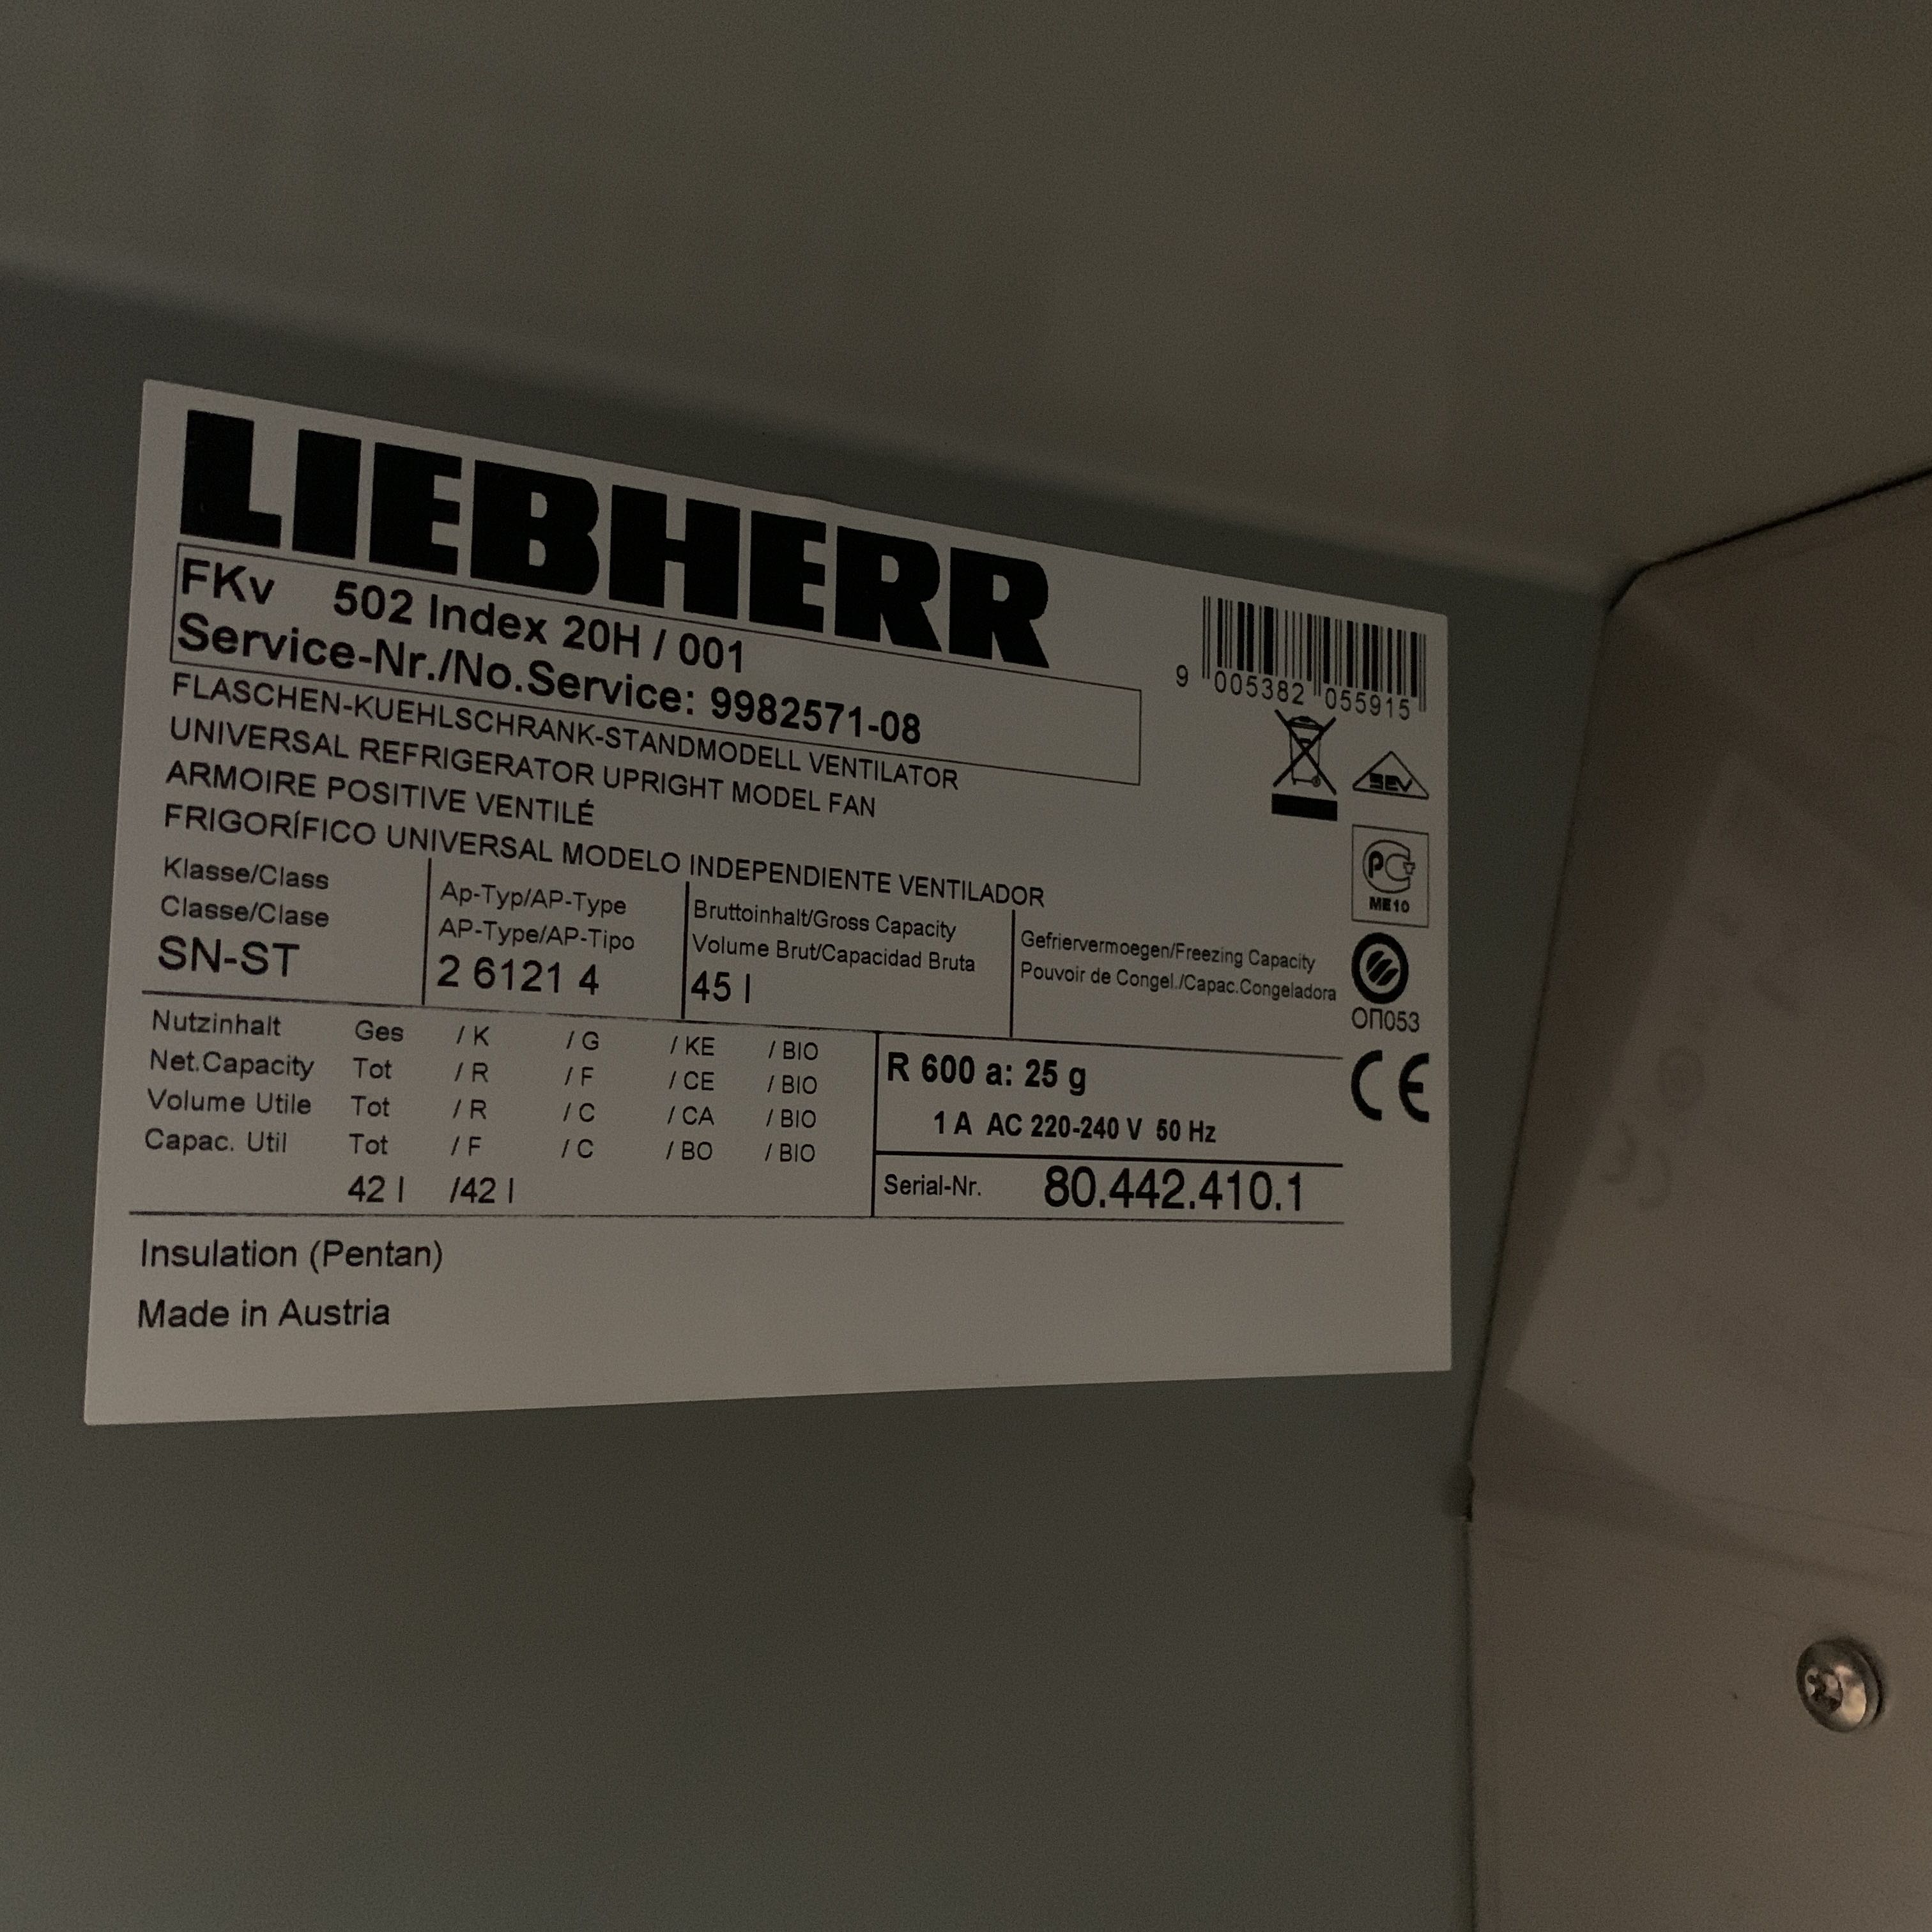 LIEBHERR
FKv 502 Index 20H / 001
Service-Nr./No.Service: 9982571-08
9 005382 055915
FLASCHEN-KUEHLSCHRANK-STANDMODELL VENTILATOR
UNIVERSAL REFRIGERATOR UPRIGHT MODEL FAN
ARMOIRE POSITIVE VENTILÉ
FRIGORÍFICO UNIVERSAL MODELO INDEPENDIENTE VENTILADOR
SEV
PC
ME10
ОП053
CE
Klasse/Class
Classe/Clase
SN-ST
Ap-Typ/AP-Type
AP-Type/AP-Tipo
2 6121 4
Bruttoinhalt/Gross Capacity
Volume Brut/Capacidad Bruta
45 l
Gefriervermoegen/Freezing Capacity
Pouvoir de Congel./Capac.Congeladora
Nutzinhalt Ges / K / G / KE / BIO
Net.Capacity Tot / R / F / CE / BIO
Volume Utile Tot / R / C / CA / BIO
Capac. Util Tot / F / C / BO / BIO
42 l /42 l
R 600 a: 25 g
1 A AC 220-240 V 50 Hz
Serial-Nr. 80.442.410.1
Insulation (Pentan)
Made in Austria